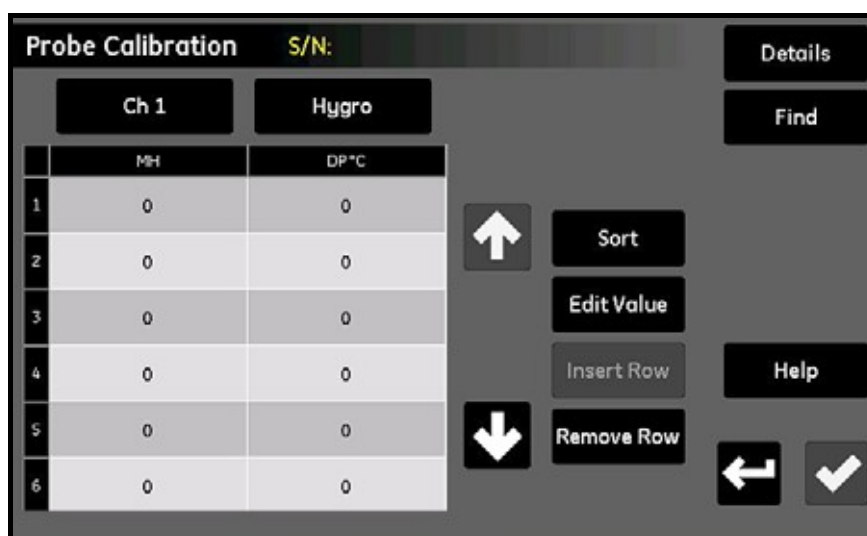 Probe Calibration S/N:
Details
Ch 1 Hygro
Find
MH DP°C
1 0 0
2 0 0
3 0 0
4 0 0
5 0 0
6 0 0
Sort
Edit Value
Insert Row
Remove Row
Help